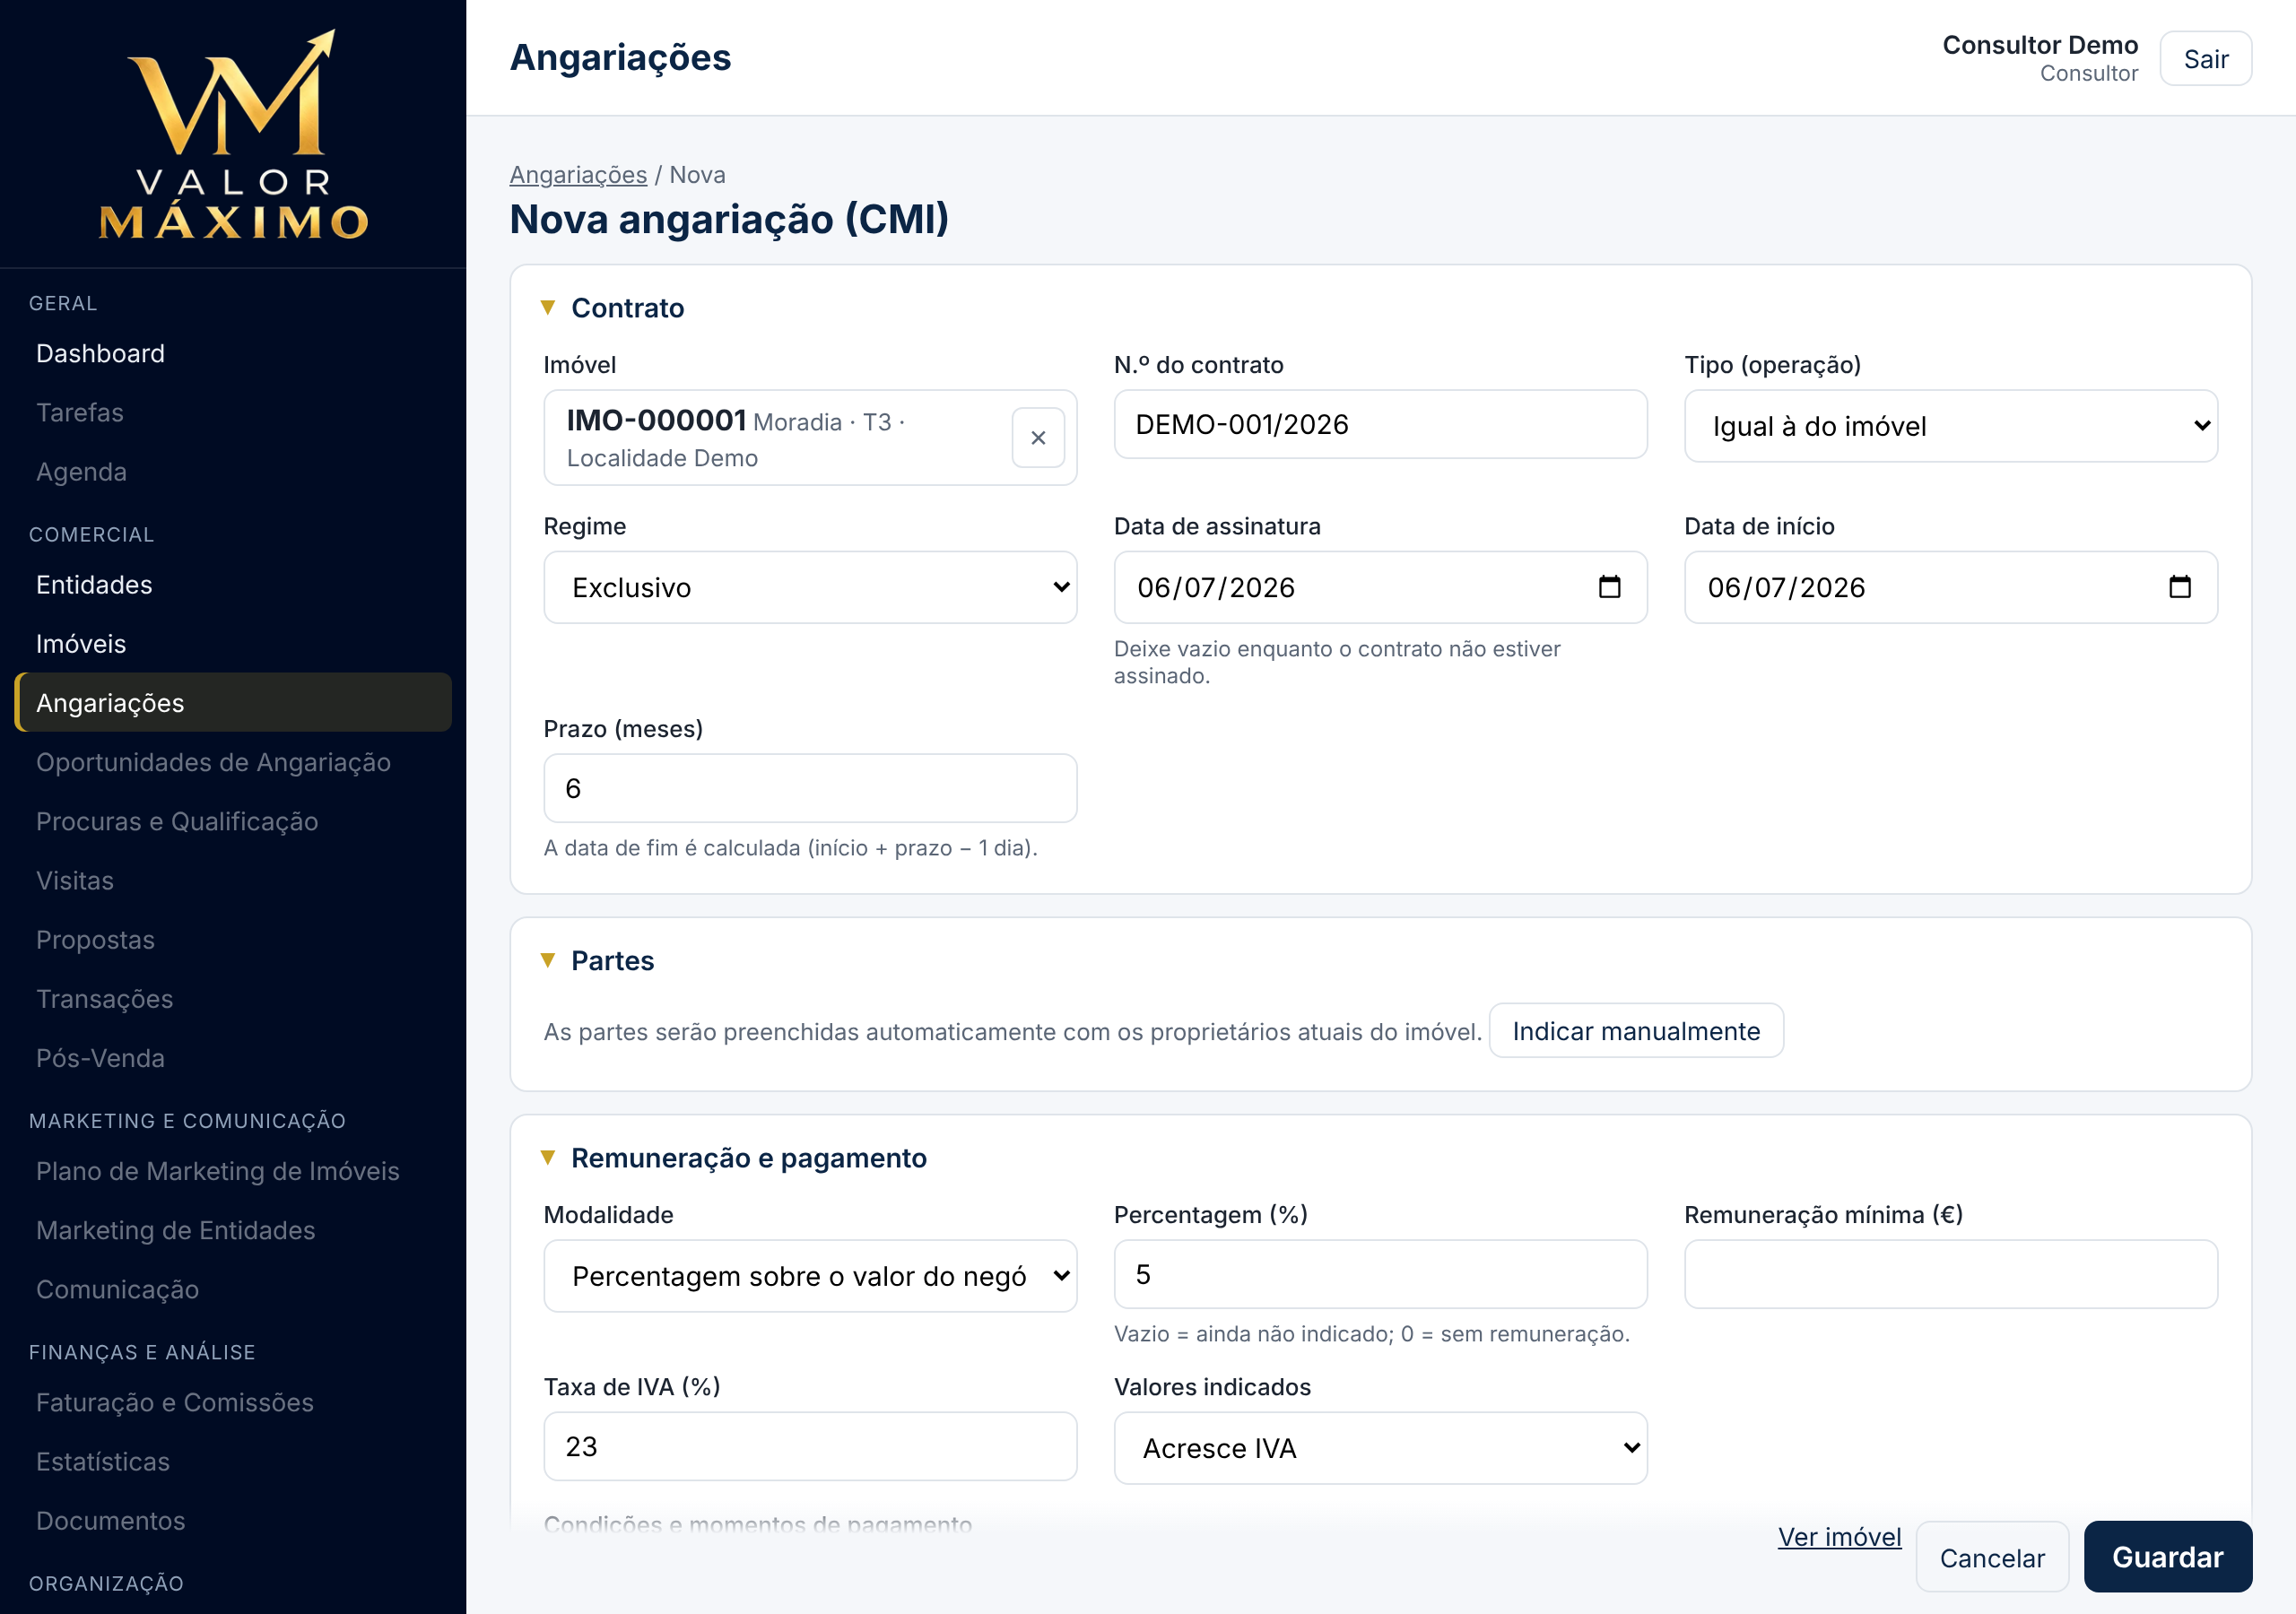 VM
VALOR
MÁXIMO
GERAL
Dashboard
Tarefas
Agenda
COMERCIAL
Entidades
Imóveis
Angariações
Oportunidades de Angariação
Procuras e Qualificação
Visitas
Propostas
Transações
Pós-Venda
MARKETING E COMUNICAÇÃO
Plano de Marketing de Imóveis
Marketing de Entidades
Comunicação
FINANÇAS E ANÁLISE
Faturação e Comissões
Estatísticas
Documentos
ORGANIZAÇÃO
Angariações
Consultor Demo
Consultor
Sair
Angariações / Nova
Nova angariação (CMI)
▼ Contrato
Imóvel
IMO-000001 Moradia · T3 ·
Localidade Demo
×
N.º do contrato
DEMO-001/2026
Tipo (operação)
Igual à do imóvel
Regime
Exclusivo
Data de assinatura
06/07/2026
Deixe vazio enquanto o contrato não estiver
assinado.
Data de início
06/07/2026
Prazo (meses)
6
A data de fim é calculada (início + prazo − 1 dia).
▼ Partes
As partes serão preenchidas automaticamente com os proprietários atuais do imóvel. Indicar manualmente
▼ Remuneração e pagamento
Modalidade
Percentagem sobre o valor do negó
Percentagem (%)
5
Vazio = ainda não indicado; 0 = sem remuneração.
Remuneração mínima (€)
Taxa de IVA (%)
23
Valores indicados
Acresce IVA
Condições e momentos de pagamento
Ver imóvel
Cancelar
Guardar